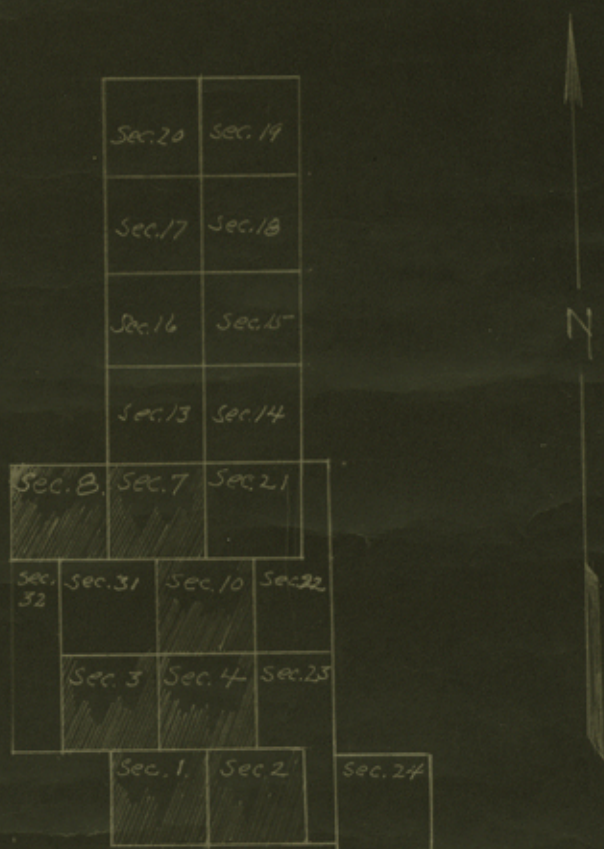 Sec. 20 Sec. 19
Sec. 17 Sec. 18
N
Sec. 16 Sec. 15
Sec. 13 Sec. 14
Sec. 8. Sec. 7 Sec. 21
Sec. 32 Sec. 31 Sec. 10 Sec. 22
Sec. 3 Sec. 4 Sec. 23
Sec. 1. Sec. 2 Sec. 24